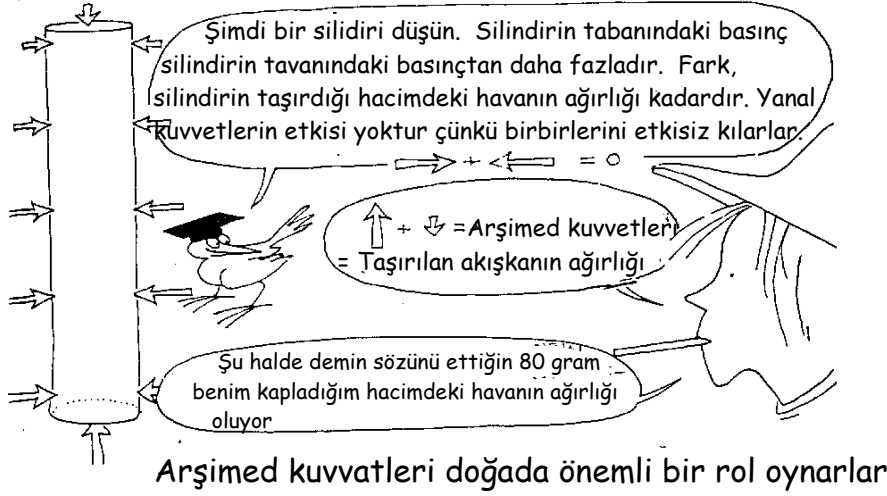 Şimdi bir silidiri düşün. Silindirin tabanındaki basınç
silindirin tavanındaki basınçtan daha fazladır. Fark,
silindirin taşırdığı hacimdeki havanın ağırlığı kadardır. Yanal
kuvvetlerin etkisi yoktur çünkü birbirlerini etkisiz kılarlar.
+ = 0
+ =Arşimed kuvvetleri
= Taşırılan akışkanın ağırlığı
Şu halde demin sözünü ettiğin 80 gram
benim kapladığım hacimdeki havanın ağırlığı
oluyor
Arşimed kuvvatleri doğada önemli bir rol oynarlar